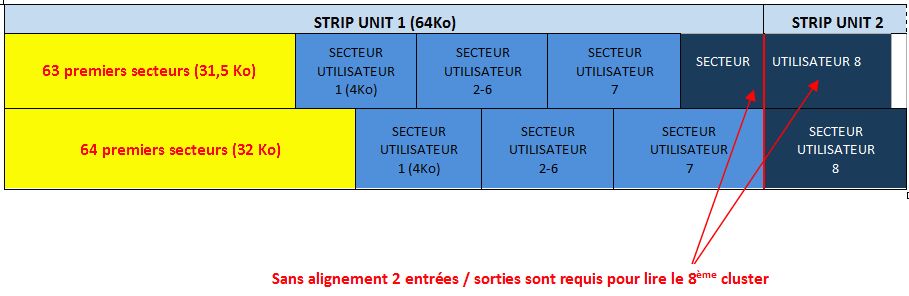 STRIP UNIT 1 (64Ko)
STRIP UNIT 2
63 premiers secteurs (31,5 Ko)
SECTEUR
UTILISATEUR
1 (4Ko)
SECTEUR
UTILISATEUR
2-6
SECTEUR
UTILISATEUR
7
SECTEUR
UTILISATEUR 8
64 premiers secteurs (32 Ko)
SECTEUR
UTILISATEUR
1 (4Ko)
SECTEUR
UTILISATEUR
2-6
SECTEUR
UTILISATEUR
7
SECTEUR
UTILISATEUR
8
Sans alignement 2 entrées / sorties sont requis pour lire le 8ème cluster